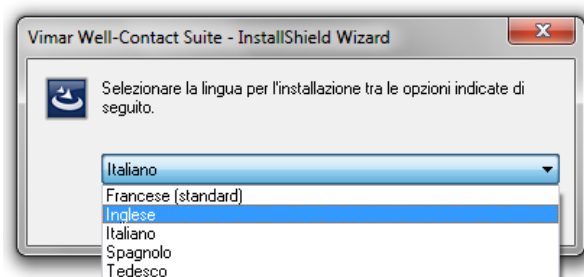 Vimar Well-Contact Suite - InstallShield Wizard
Selezionare la lingua per l'installazione tra le opzioni indicate di
seguito.
Italiano
Francese (standard)
Inglese
Italiano
Spagnolo
Tedesco